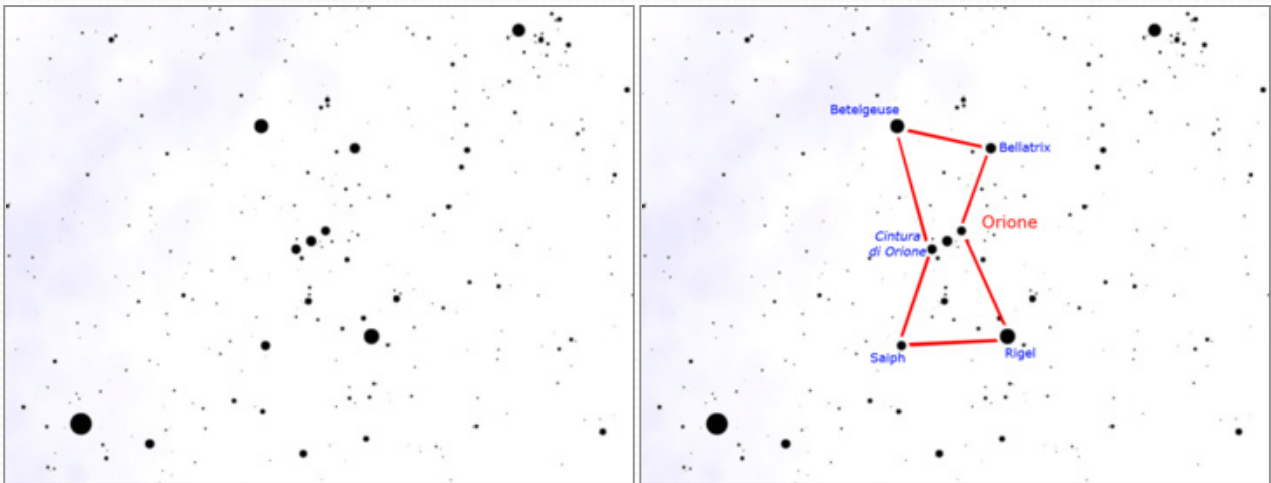 Betelgeuse
Bellatrix
Orione
Cintura
di Orione
Saiph
Rigel